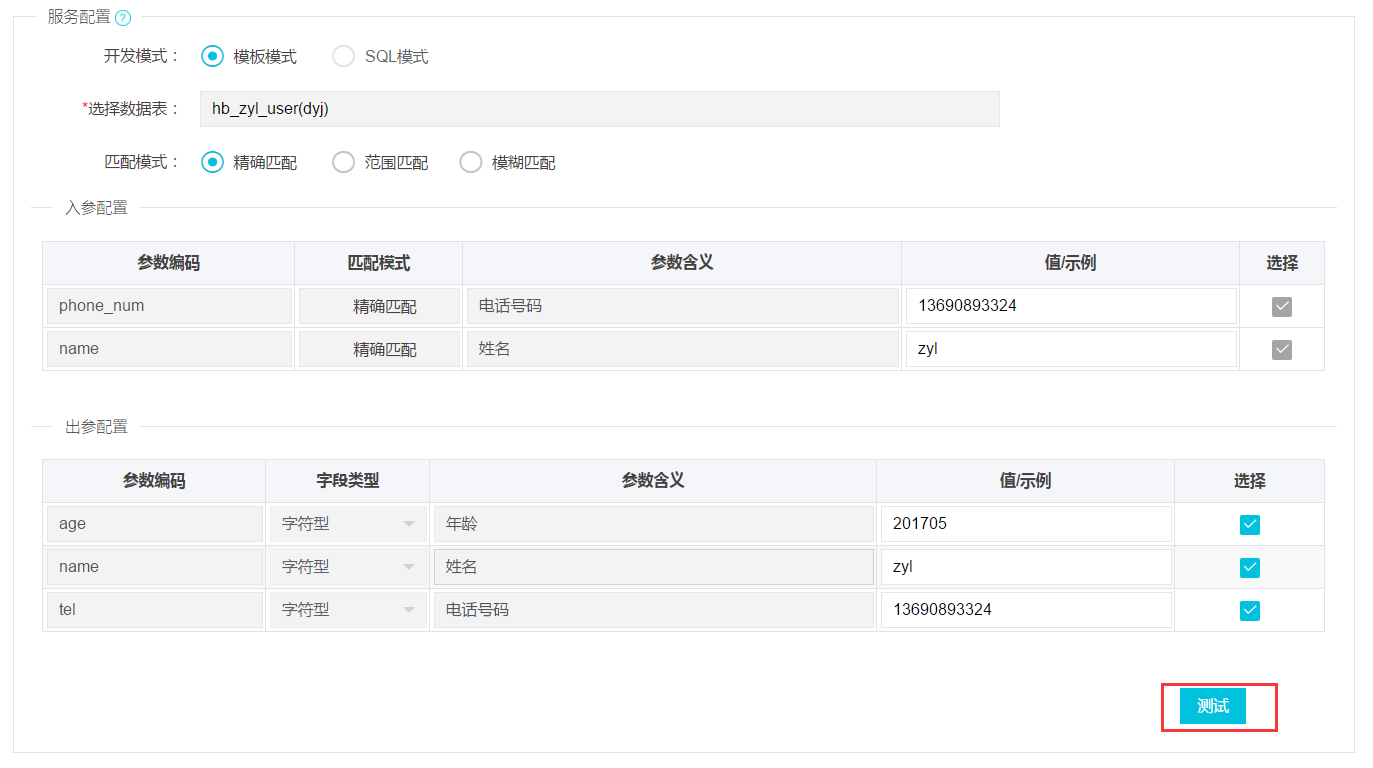 服务配置 ?
开发模式： 模板模式 SQL模式
*选择数据表： hb_zyl_user(dyj)
匹配模式： 精确匹配 范围匹配 模糊匹配
入参配置
参数编码 匹配模式 参数含义 值/示例 选择
phone_num 精确匹配 电话号码 13690893324
name 精确匹配 姓名 zyl
出参配置
参数编码 字段类型 参数含义 值/示例 选择
age 字符型 年龄 201705
name 字符型 姓名 zyl
tel 字符型 电话号码 13690893324
测试